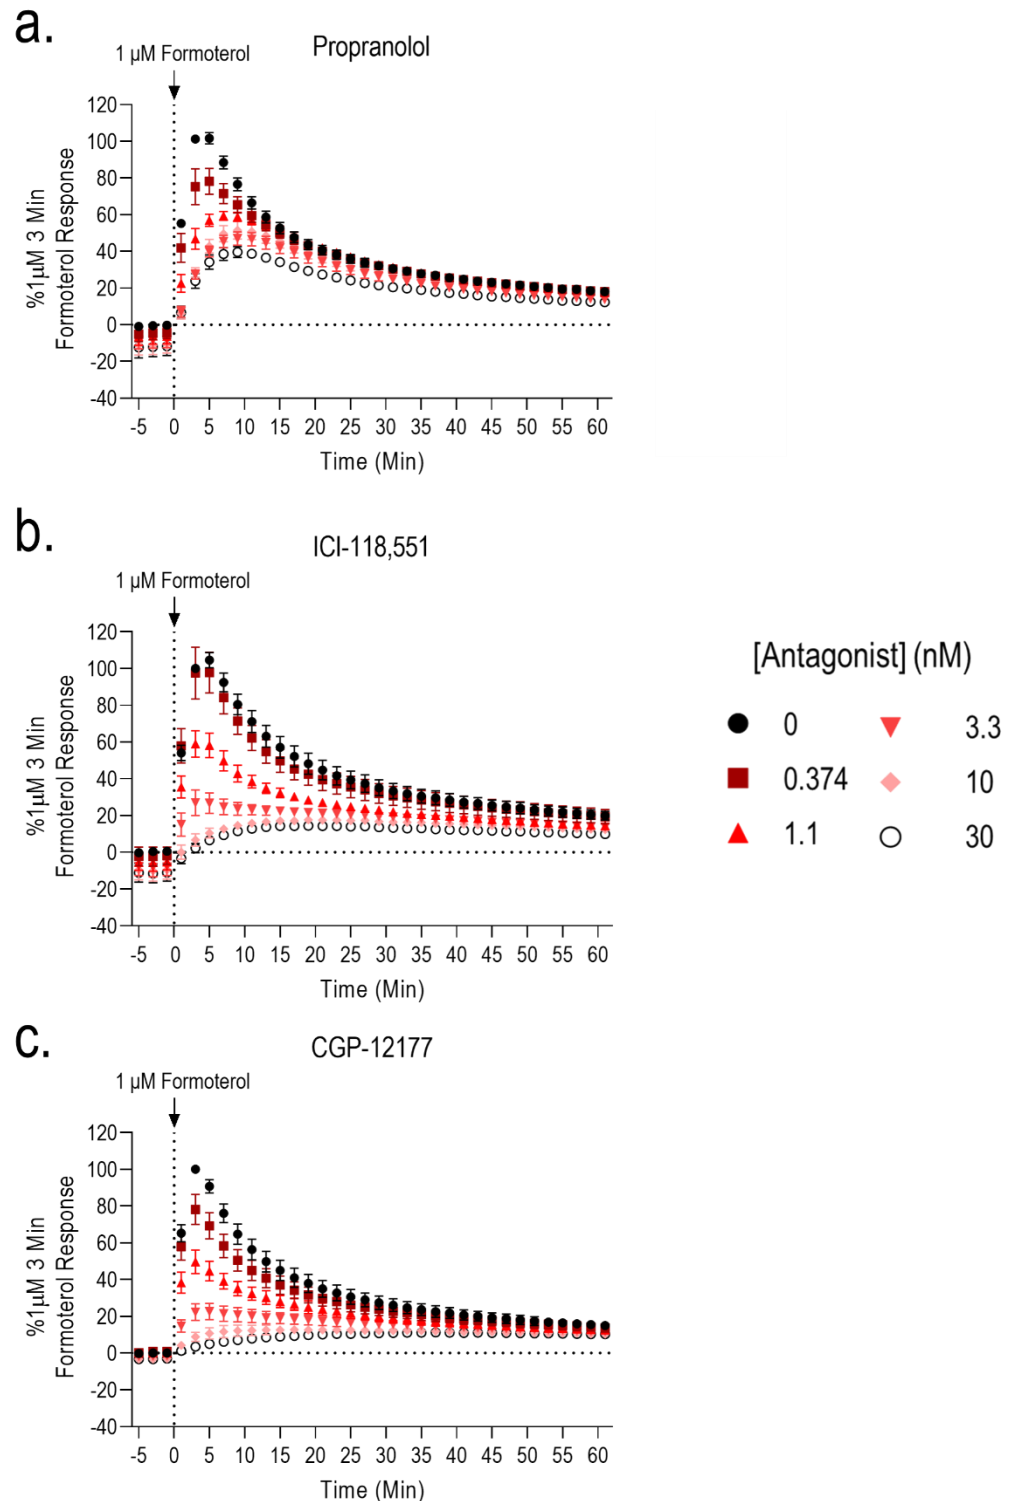 a.
1 µM Formoterol
Propranolol
%1µM 3 Min
Formoterol Response
120
100
80
60
40
20
0
-20
-40
-5 0 5 10 15 20 25 30 35 40 45 50 55 60
Time (Min)
b.
ICI-118,551
1 µM Formoterol
%1µM 3 Min
Formoterol Response
120
100
80
60
40
20
0
-20
-40
-5 0 5 10 15 20 25 30 35 40 45 50 55 60
Time (Min)
[Antagonist] (nM)
0 3.3
0.374 10
1.1 30
c.
CGP-12177
1 µM Formoterol
%1µM 3 Min
Formoterol Response
120
100
80
60
40
20
0
-20
-40
-5 0 5 10 15 20 25 30 35 40 45 50 55 60
Time (Min)